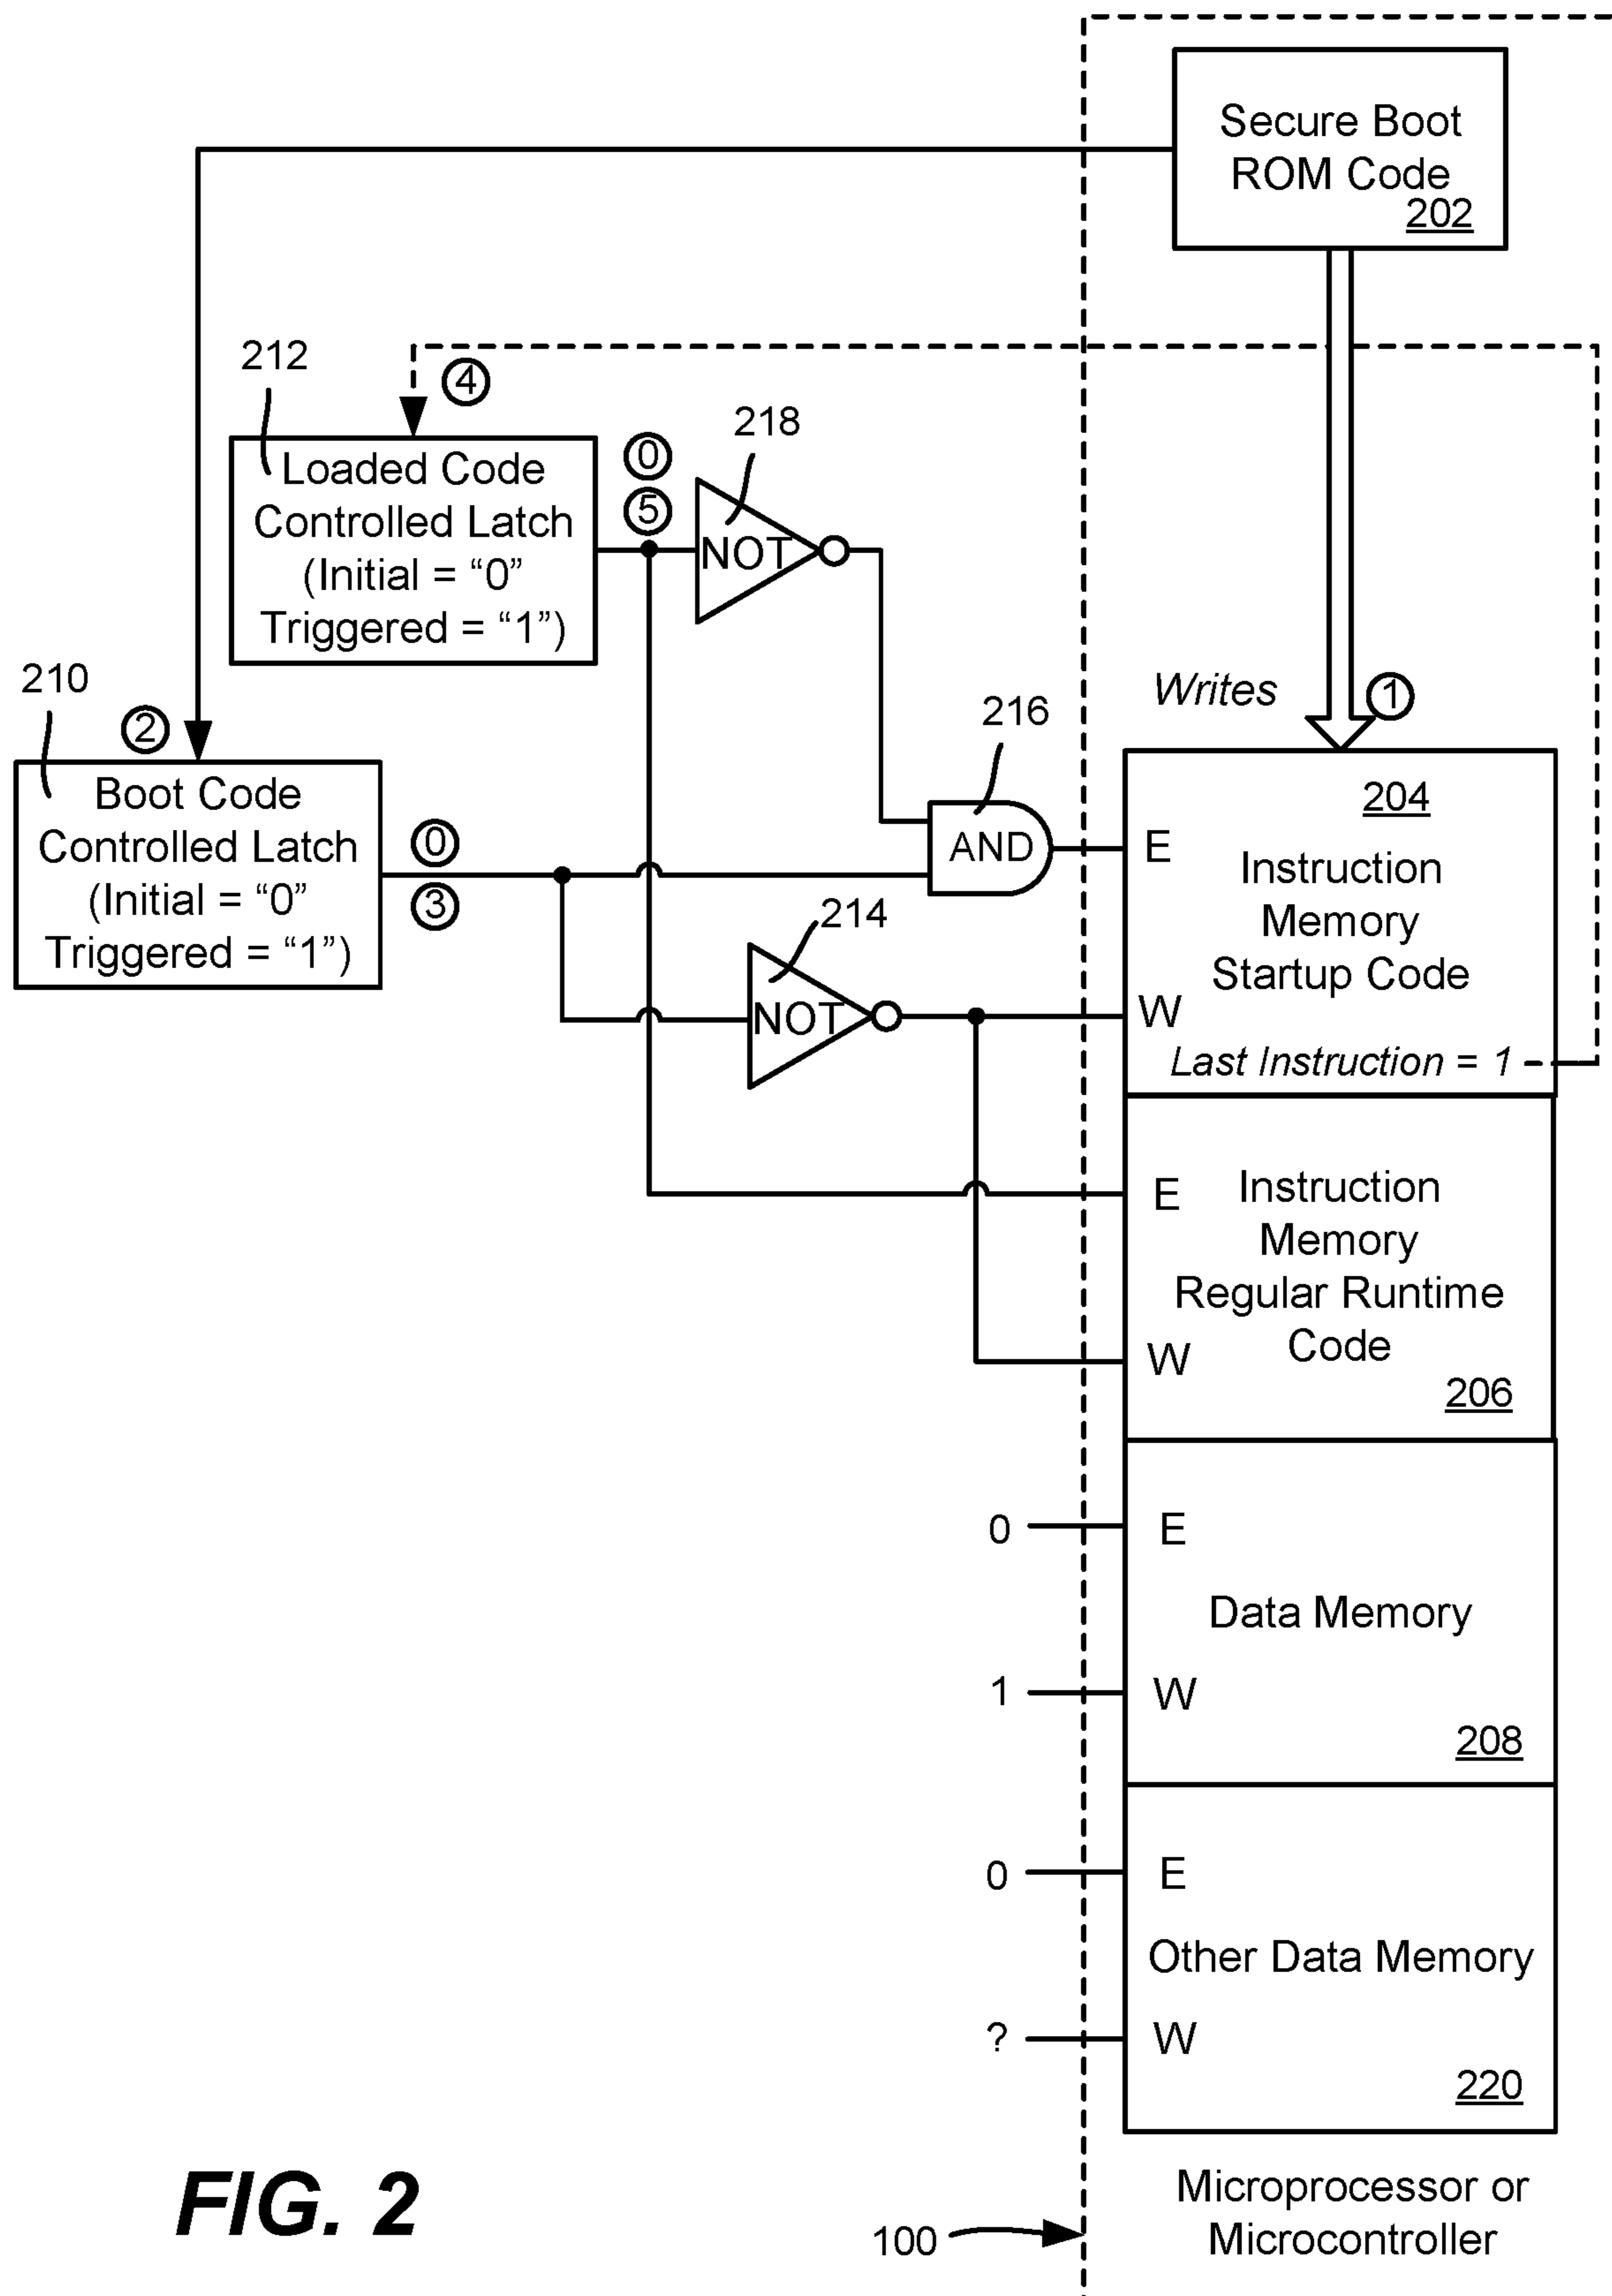 Secure Boot
ROM Code
202
212
④
218
⓪
⑤
Loaded Code
Controlled Latch
(Initial = “0”
Triggered = “1”)
NOT
210
②
Writes
①
216
Boot Code
Controlled Latch
(Initial = “0”
Triggered = “1”)
⓪
③
AND
214
NOT
204
E
Instruction
Memory
Startup Code
W
Last Instruction = 1
E
Instruction
Memory
Regular Runtime
Code
W
206
0
E
Data Memory
1
W
208
0
E
Other Data Memory
?
W
220
FIG. 2
100
Microprocessor or
Microcontroller